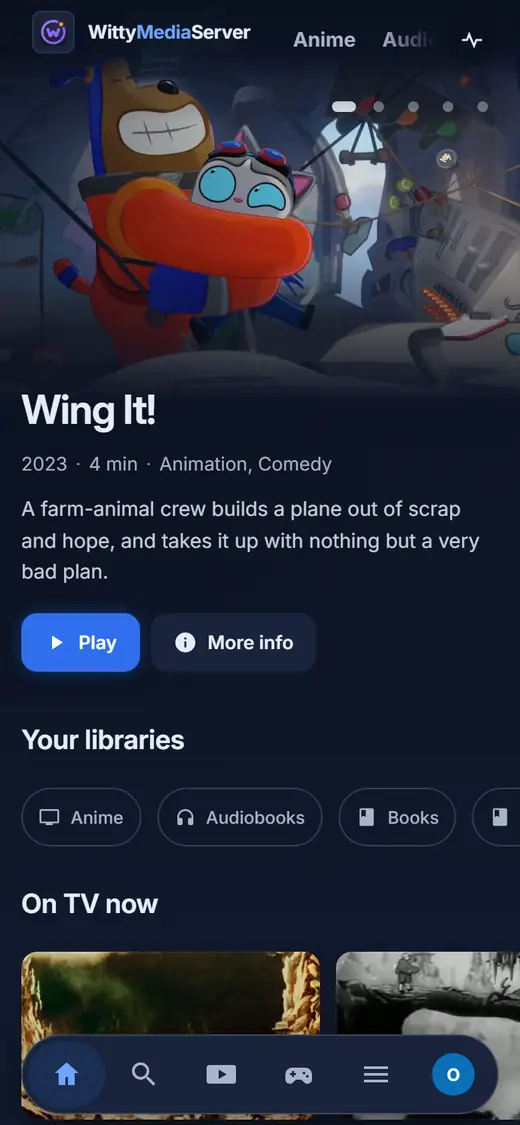 WittyMediaServer
Anime
Wing It!
2023 · 4 min · Animation, Comedy
A farm-animal crew builds a plane out of scrap
and hope, and takes it up with nothing but a very
bad plan.
Play
More info
Your libraries
Anime
Audiobooks
Books
On TV now
O